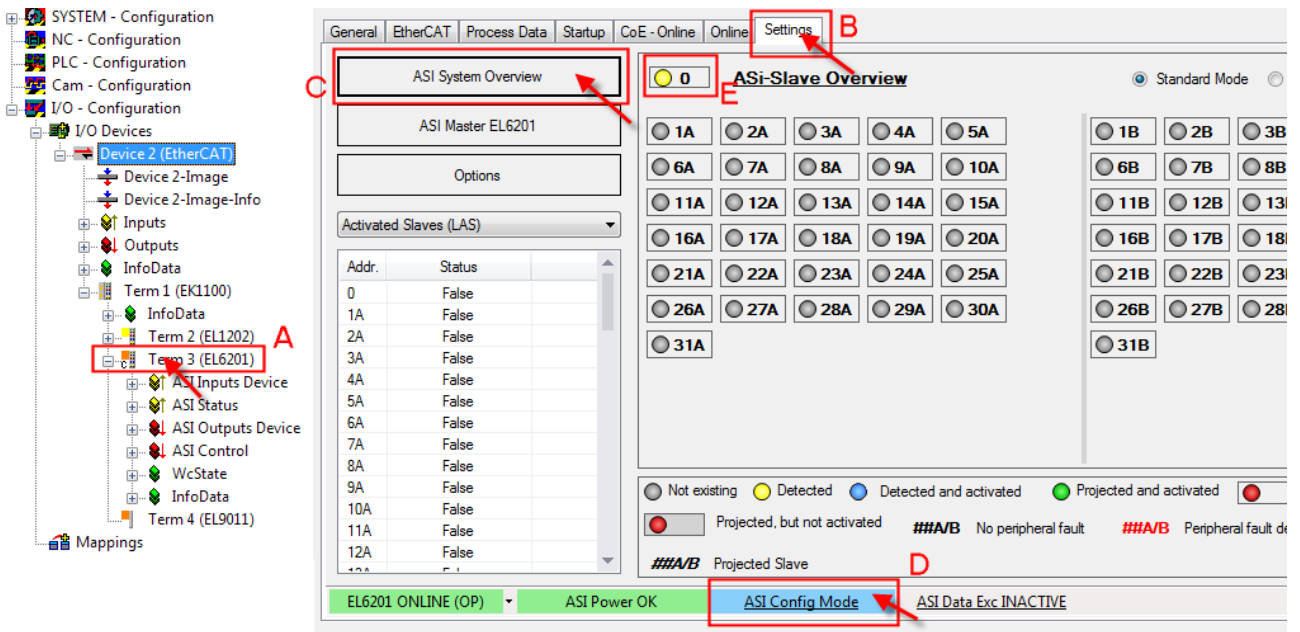 SYSTEM - Configuration
NC - Configuration
PLC - Configuration
Cam - Configuration
I/O - Configuration
I/O Devices
Device 2 (EtherCAT)
Device 2-Image
Device 2-Image-Info
Inputs
Outputs
InfoData
Term 1 (EK1100)
InfoData
Term 2 (EL1202)
A
Term 3 (EL6201)
ASI Inputs Device
ASI Status
ASI Outputs Device
ASI Control
WcState
InfoData
Term 4 (EL9011)
Mappings
General EtherCAT Process Data Startup CoE - Online Online Settings B
C ASI System Overview
ASI Master EL6201
Options
Activated Slaves (LAS)
Addr. Status
0 False
1A False
2A False
3A False
4A False
5A False
6A False
7A False
8A False
9A False
10A False
11A False
12A False
0 E ASi-Slave Overview Standard Mode
1A 2A 3A 4A 5A 1B 2B 3B
6A 7A 8A 9A 10A 6B 7B 8B
11A 12A 13A 14A 15A 11B 12B
16A 17A 18A 19A 20A 16B 17B
21A 22A 23A 24A 25A 21B 22B
26A 27A 28A 29A 30A 26B 27B
31A 31B
Not existing Detected Detected and activated Projected and activated
Projected, but not activated ###A/B No peripheral fault ###A/B Peripheral fault
###A/B Projected Slave
D
EL6201 ONLINE (OP) ASI Power OK ASI Config Mode ASI Data Exc INACTIVE